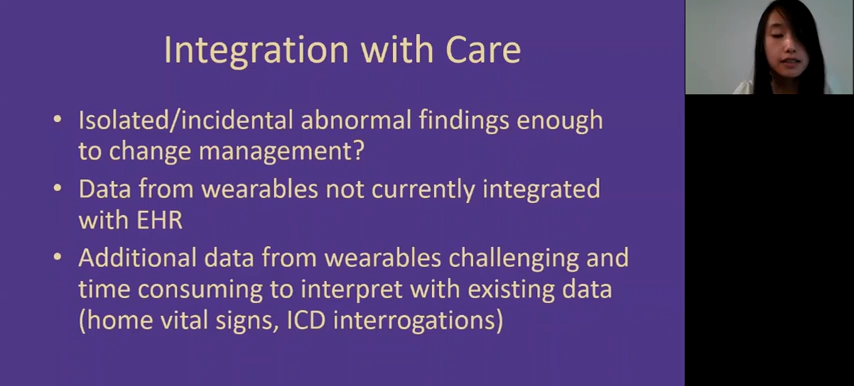 Integration with Care
• Isolated/incidental abnormal findings enough
to change management?
• Data from wearables not currently integrated
with EHR
• Additional data from wearables challenging and
time consuming to interpret with existing data
(home vital signs, ICD interrogations)